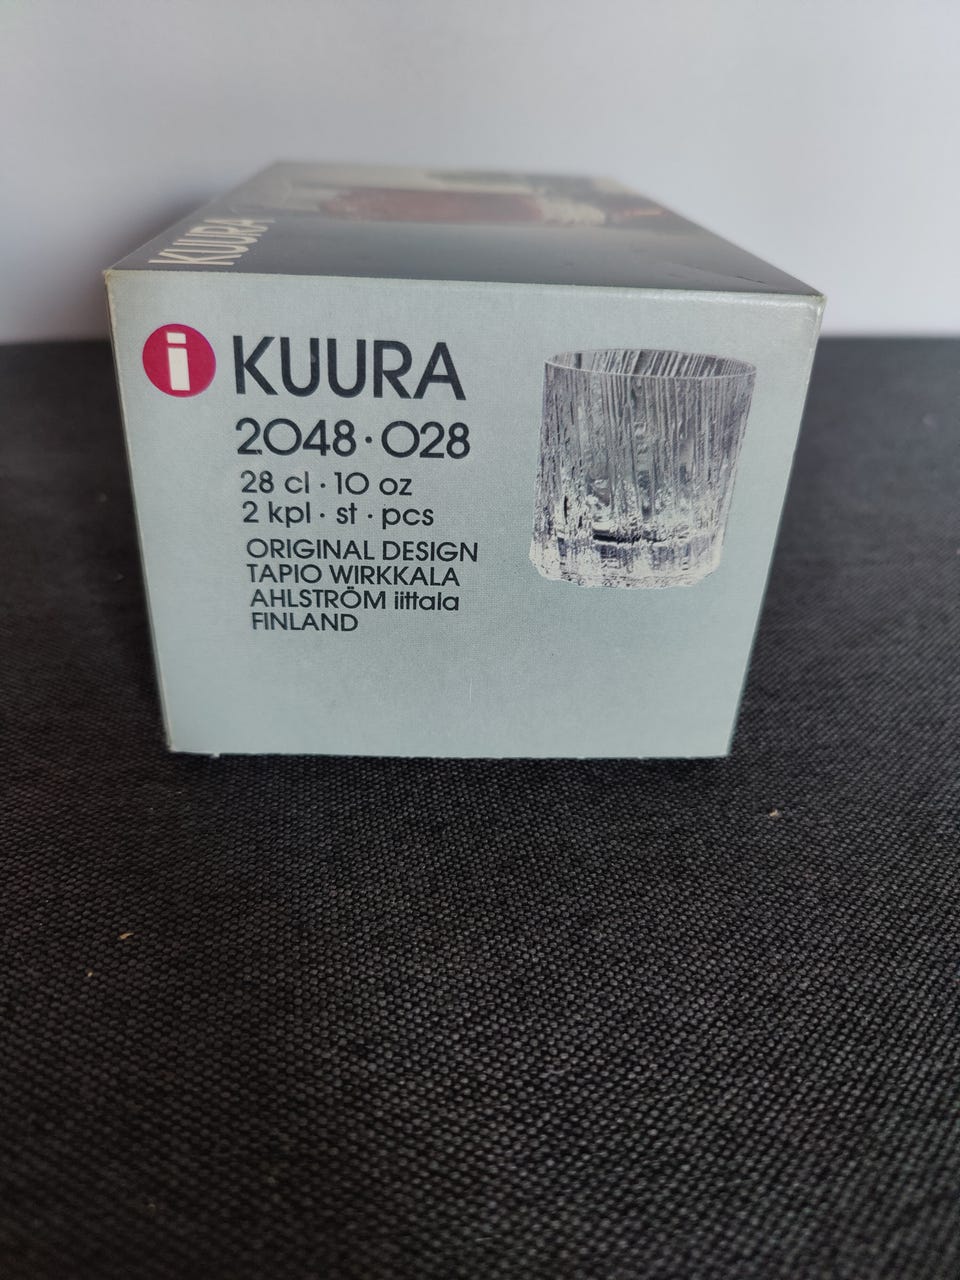 KUURA
i KUURA
2048·028
28 cl · 10 oz
2 kpl · st · pcs
ORIGINAL DESIGN
TAPIO WIRKKALA
AHLSTRÖM iittala
FINLAND